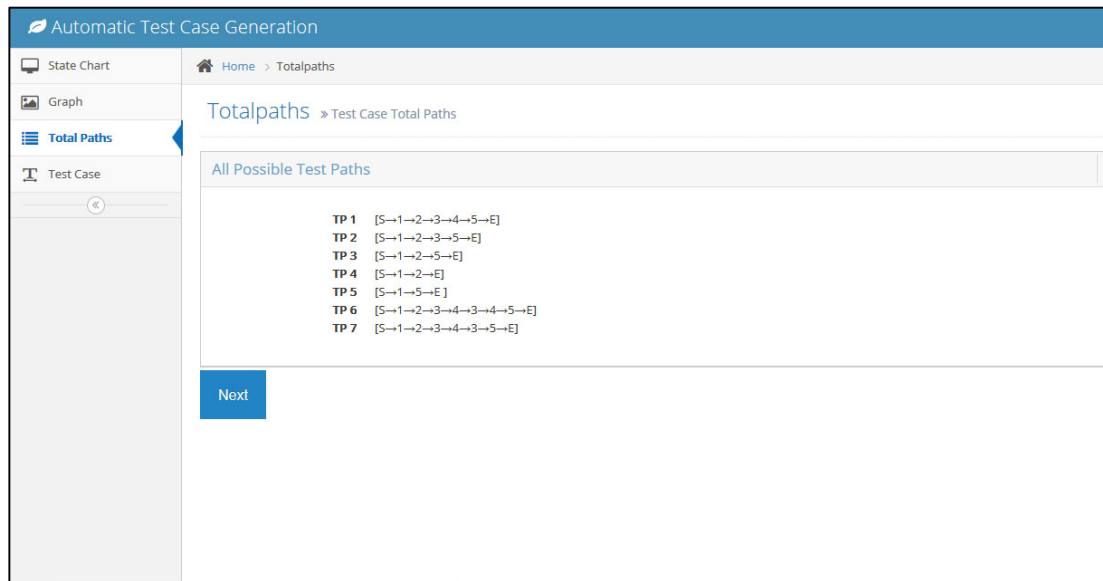 Automatic Test Case Generation
State Chart
Graph
Total Paths
Test Case
Home > Totalpaths
Totalpaths » Test Case Total Paths
All Possible Test Paths
TP 1 [S→1→2→3→4→5→E]
TP 2 [S→1→2→3→5→E]
TP 3 [S→1→2→5→E]
TP 4 [S→1→2→E]
TP 5 [S→1→5→E ]
TP 6 [S→1→2→3→4→3→4→5→E]
TP 7 [S→1→2→3→4→3→5→E]
Next